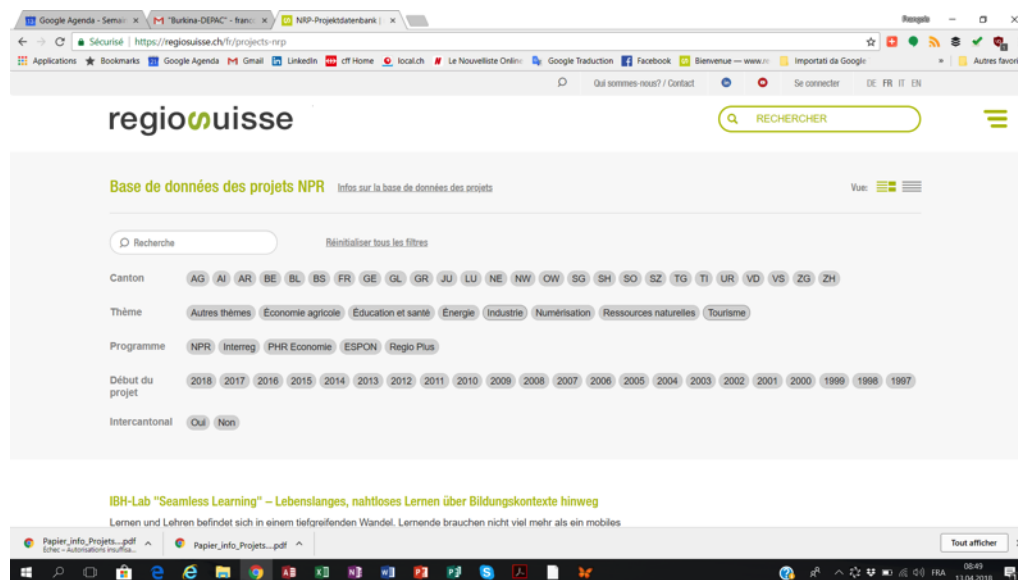 Google Agenda - Semai
"Burkina-DEPAC" - franc
NRP-Projektdatenbank |
Sécurisé | https://regiosuisse.ch/fr/projects-nrp
Applications Bookmarks Google Agenda Gmail LinkedIn cff Home local.ch Le Nouvelliste Online Google Traduction Facebook Bienvenue — www.re Importati da Google » Autres favori
Qui sommes-nous? / Contact Se connecter DE FR IT EN
regiosuisse RECHERCHER
Base de données des projets NPR Infos sur la base de données des projets Vue:
Recherche Réinitialiser tous les filtres
Canton AG AI AR BE BL BS FR GE GL GR JU LU NE NW OW SG SH SO SZ TG TI UR VD VS ZG ZH
Thème Autres thèmes Économie agricole Éducation et santé Énergie Industrie Numérisation Ressources naturelles Tourisme
Programme NPR Interreg PHR Economie ESPON Regio Plus
Début du 2018 2017 2016 2015 2014 2013 2012 2011 2010 2009 2008 2007 2006 2005 2004 2003 2002 2001 2000 1999 1998 1997
projet
Intercantonal Oui Non
IBH-Lab "Seamless Learning" – Lebenslanges, nahtloses Lernen über Bildungskontexte hinweg
Lernen und Lehren befindet sich in einem tiefgreifenden Wandel. Lernende brauchen nicht viel mehr als ein mobiles
Papier_info_Projets....pdf Papier_info_Projets....pdf Tout afficher
Échec – Autorisations insuffisa...
FRA 08:49
13.04.2018